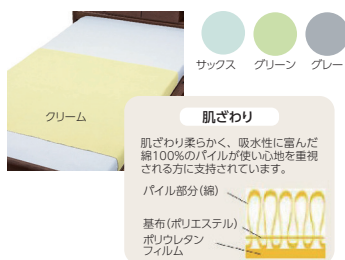 サックス グリーン グレー
クリーム
肌ざわり
肌ざわり柔らかく、吸水性に富んだ
綿100%のパイルが使い心地を重視
される方に支持されています。
パイル部分(綿)
基布(ポリエステル)
ポリウレタン
フィルム